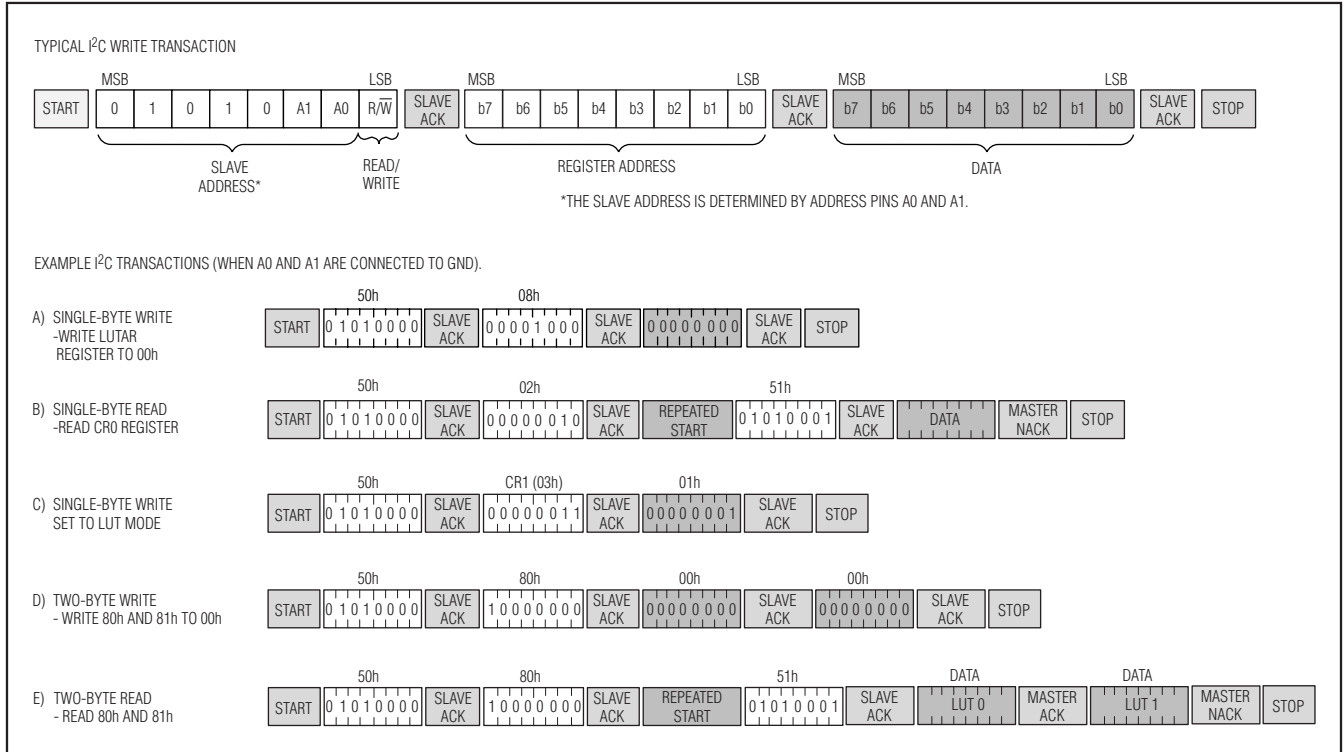 TYPICAL I2C WRITE TRANSACTION
MSB LSB MSB LSB MSB LSB
START 0 1 0 1 0 A1 A0 R/W̅ SLAVE ACK b7 b6 b5 b4 b3 b2 b1 b0 SLAVE ACK b7 b6 b5 b4 b3 b2 b1 b0 SLAVE ACK STOP
SLAVE ADDRESS* READ/WRITE REGISTER ADDRESS DATA
*THE SLAVE ADDRESS IS DETERMINED BY ADDRESS PINS A0 AND A1.
EXAMPLE I2C TRANSACTIONS (WHEN A0 AND A1 ARE CONNECTED TO GND).
50h 08h
A) SINGLE-BYTE WRITE
-WRITE LUTAR
REGISTER TO 00h
START 0 1 0 1 0 0 0 0 SLAVE ACK 0 0 0 0 1 0 0 0 SLAVE ACK 0 0 0 0 0 0 0 0 SLAVE ACK STOP
50h 02h 51h
B) SINGLE-BYTE READ
-READ CR0 REGISTER
START 0 1 0 1 0 0 0 0 SLAVE ACK 0 0 0 0 0 0 1 0 SLAVE ACK REPEATED START 0 1 0 1 0 0 0 1 SLAVE ACK DATA MASTER NACK STOP
50h CR1 (03h) 01h
C) SINGLE-BYTE WRITE
SET TO LUT MODE
START 0 1 0 1 0 0 0 0 SLAVE ACK 0 0 0 0 0 0 1 1 SLAVE ACK 0 0 0 0 0 0 0 1 SLAVE ACK STOP
50h 80h 00h 00h
D) TWO-BYTE WRITE
- WRITE 80h AND 81h TO 00h
START 0 1 0 1 0 0 0 0 SLAVE ACK 1 0 0 0 0 0 0 0 SLAVE ACK 0 0 0 0 0 0 0 0 SLAVE ACK 0 0 0 0 0 0 0 0 SLAVE ACK STOP
50h 80h 51h DATA DATA
E) TWO-BYTE READ
- READ 80h AND 81h
START 0 1 0 1 0 0 0 0 SLAVE ACK 1 0 0 0 0 0 0 0 SLAVE ACK REPEATED START 0 1 0 1 0 0 0 1 SLAVE ACK LUT 0 MASTER ACK LUT 1 MASTER NACK STOP